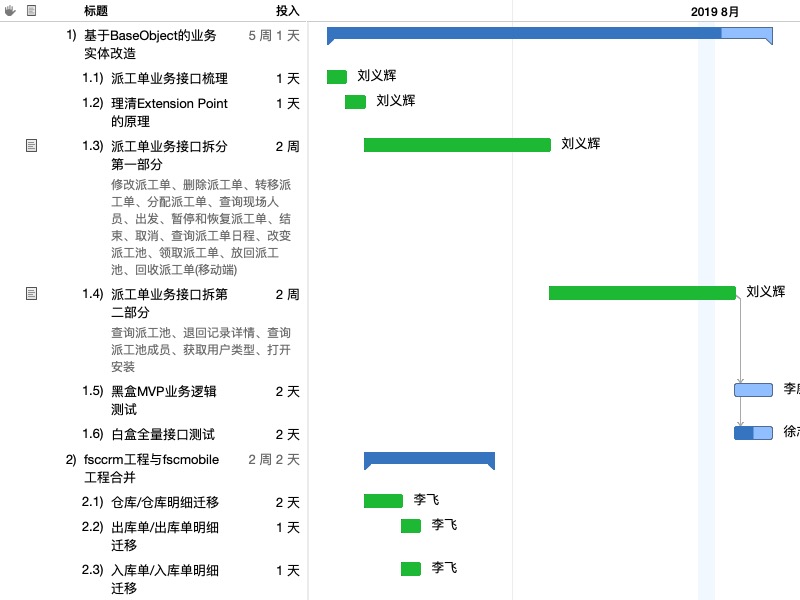 标题 投入 2019 8月
1) 基于BaseObject的业务 5 周 1 天
实体改造
1.1) 派工单业务接口梳理 1 天 刘义辉
1.2) 理清Extension Point 1 天 刘义辉
的原理
1.3) 派工单业务接口拆分 2 周 刘义辉
第一部分
修改派工单、删除派工单、转移派
工单、分配派工单、查询现场人
员、出发、暂停和恢复派工单、结
束、取消、查询派工单日程、改变
派工池、领取派工单、放回派工
池、回收派工单(移动端)
1.4) 派工单业务接口拆第 2 周 刘义辉
二部分
查询派工池、退回记录详情、查询
派工池成员、获取用户类型、打开
安装
1.5) 黑盒MVP业务逻辑 2 天 李
测试
1.6) 白盒全量接口测试 2 天 徐
2) fsccrm工程与fscmobile 2 周 2 天
工程合并
2.1) 仓库/仓库明细迁移 2 天 李飞
2.2) 出库单/出库单明细 1 天 李飞
迁移
2.3) 入库单/入库单明细 1 天 李飞
迁移